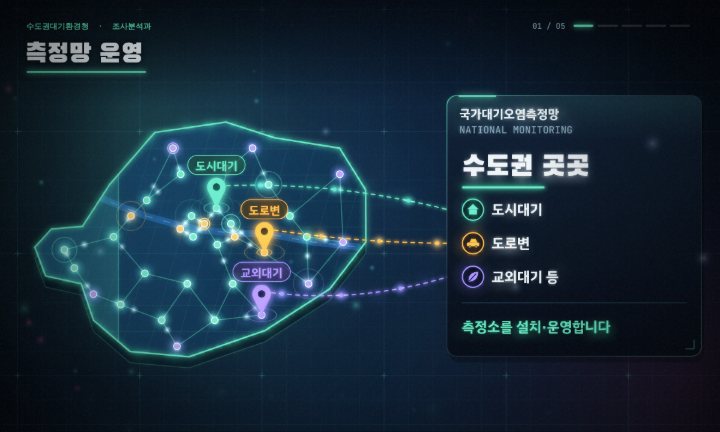 수도권대기환경청 · 조사분석과
01 / 05
측정망 운영
국가대기오염측정망
NATIONAL MONITORING
수도권 곳곳
도시대기
도로변
교외대기 등
측정소를 설치·운영합니다
도시대기
도로변
교외대기